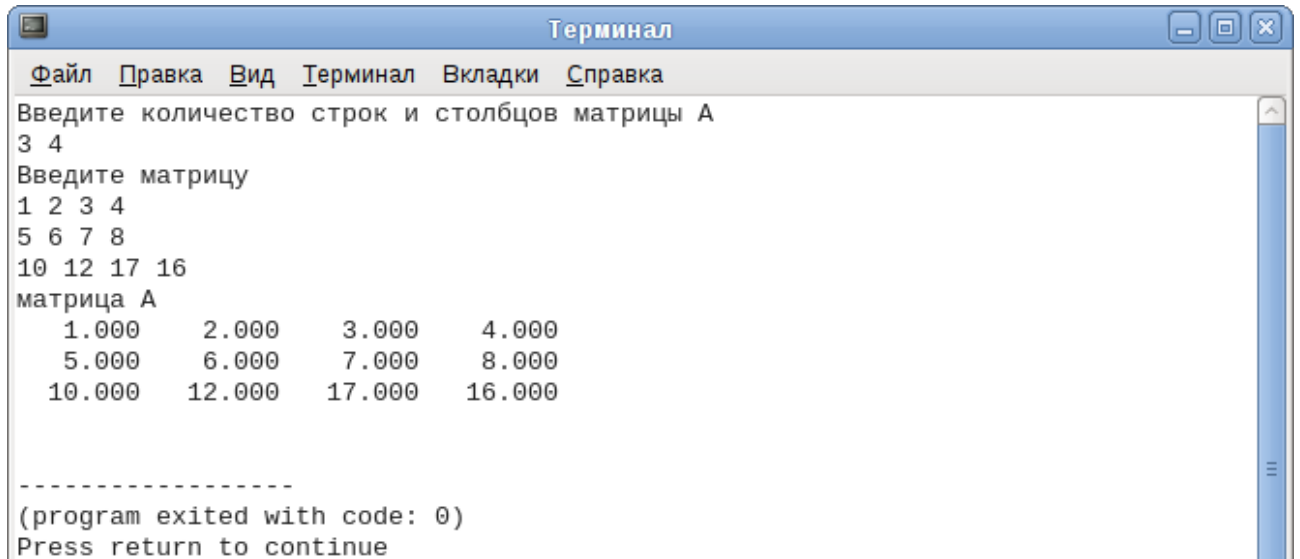 Терминал
Файл Правка Вид Терминал Вкладки Справка
Введите количество строк и столбцов матрицы А
3 4
Введите матрицу
1 2 3 4
5 6 7 8
10 12 17 16
матрица А
1.000 2.000 3.000 4.000
5.000 6.000 7.000 8.000
10.000 12.000 17.000 16.000
------------------
(program exited with code: 0)
Press return to continue